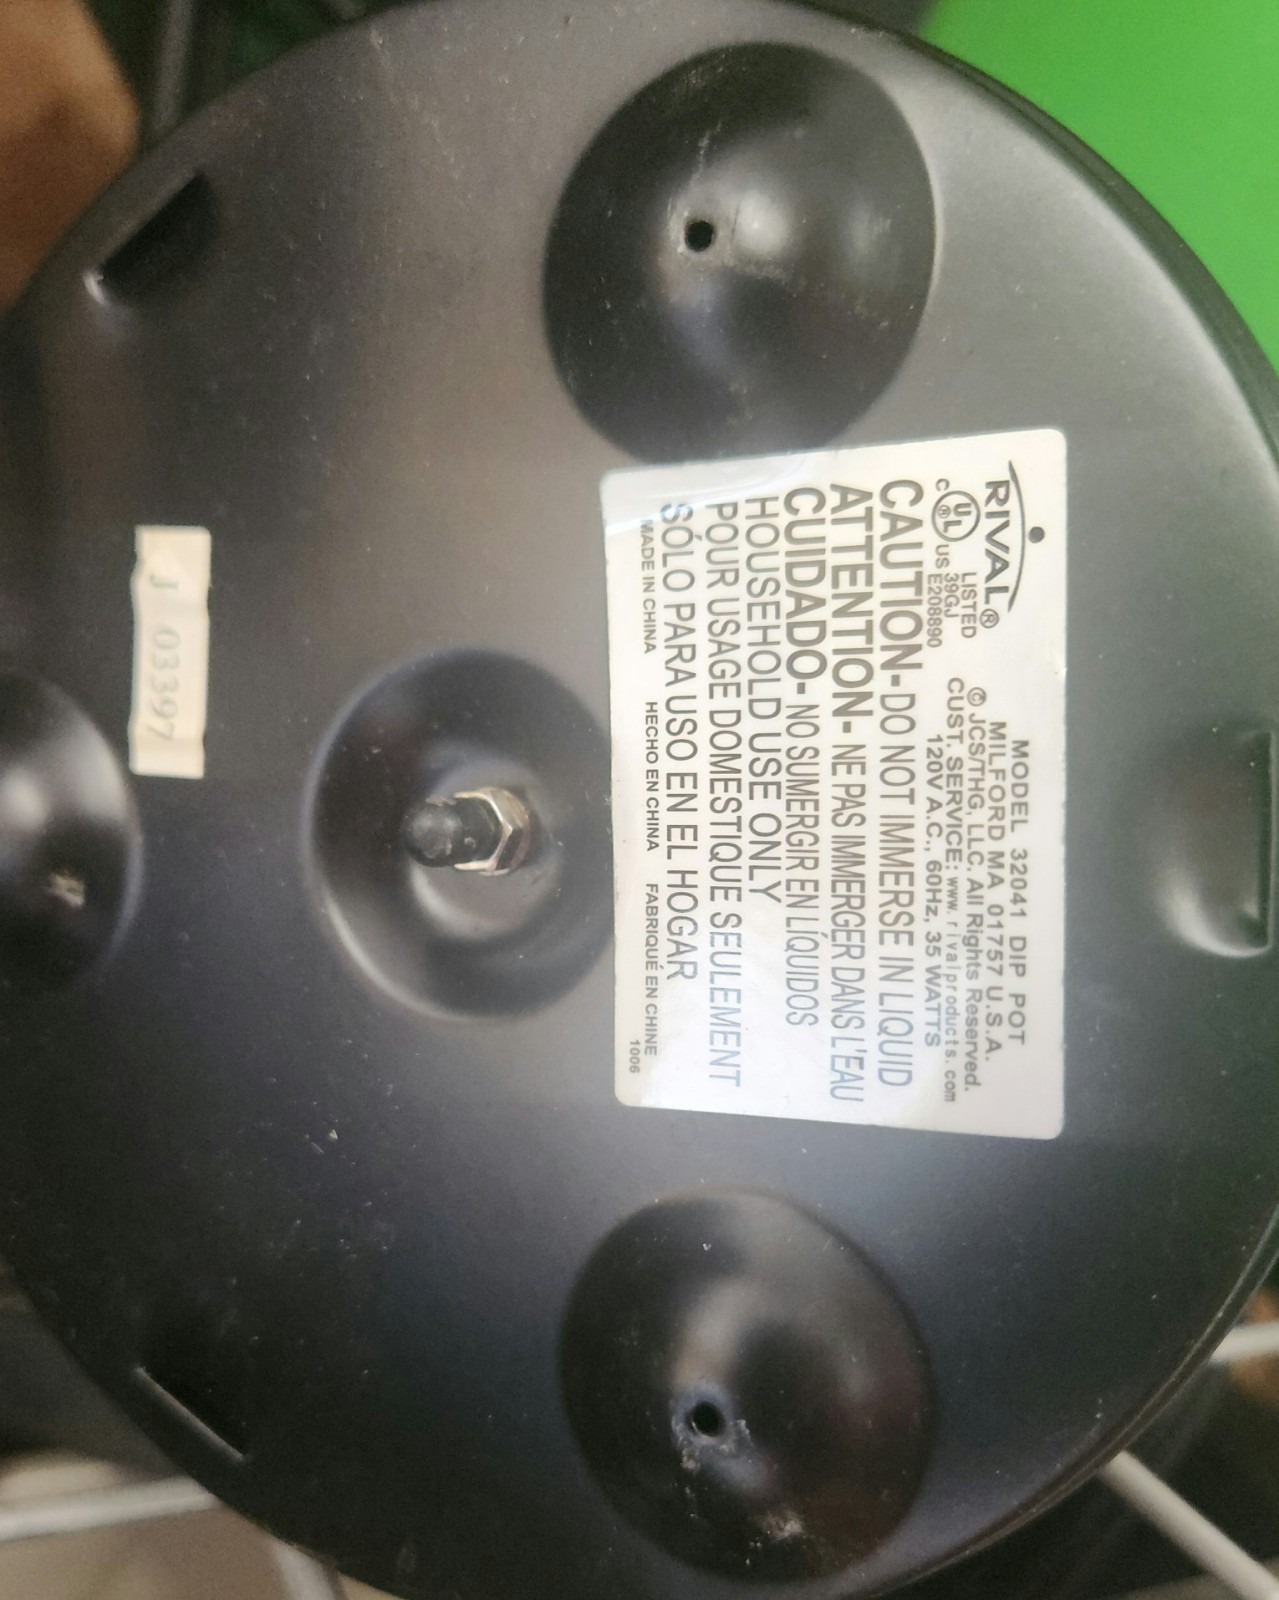 RIVAL®
MODEL 32041 DIP POT
MILFORD MA 01757 U.S.A.
© JCS/THG, LLC. All Rights Reserved.
CUST. SERVICE: www.rivalproducts.com
120V A.C., 60Hz, 35 WATTS
c UL® US
LISTED
39GJ
E208890
CAUTION- DO NOT IMMERSE IN LIQUID
ATTENTION- NE PAS IMMERGER DANS L'EAU
CUIDADO- NO SUMERGIR EN LÍQUIDOS
HOUSEHOLD USE ONLY
POUR USAGE DOMESTIQUE SEULEMENT
SÓLO PARA USO EN EL HOGAR
MADE IN CHINA HECHO EN CHINA FABRIQUÉ EN CHINE
1006
J 03397